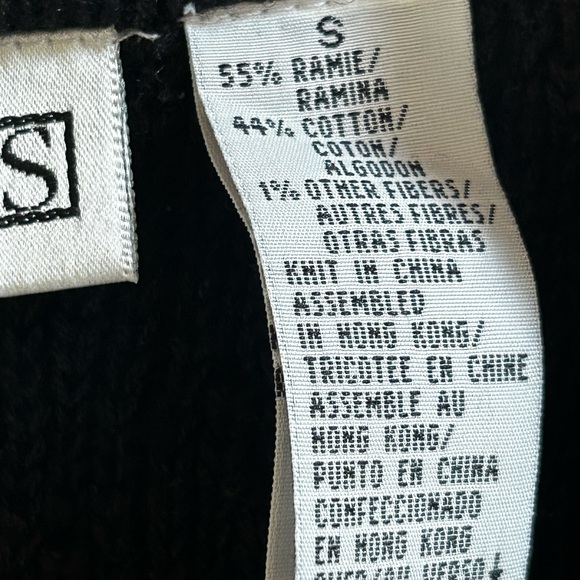 S
S
55% RAMIE/
RAMINA
44% COTTON/
COTON/
ALGODON
1% OTHER FIBERS/
AUTRES FIBRES/
OTRAS FIBRAS
KNIT IN CHINA
ASSEMBLED
IN HONG KONG/
TRICOTEE EN CHINE
ASSEMBLE AU
HONG KONG/
PUNTO EN CHINA
CONFECCIONADO
EN HONG KONG